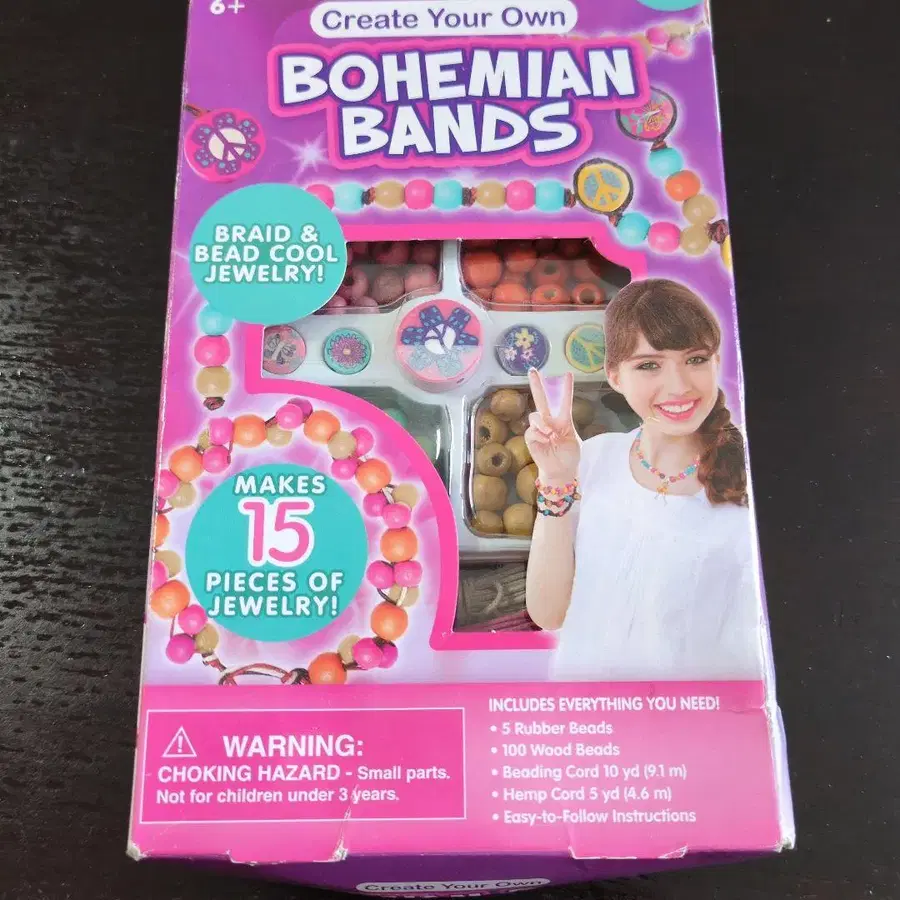 6+
Create Your Own
BOHEMIAN
BANDS
BRAID &
BEAD COOL
JEWELRY!
MAKES
15
PIECES OF
JEWELRY!
WARNING:
CHOKING HAZARD - Small parts.
Not for children under 3 years.
INCLUDES EVERYTHING YOU NEED!
• 5 Rubber Beads
• 100 Wood Beads
• Beading Cord 10 yd (9.1 m)
• Hemp Cord 5 yd (4.6 m)
• Easy-to-Follow Instructions
Create Your Own